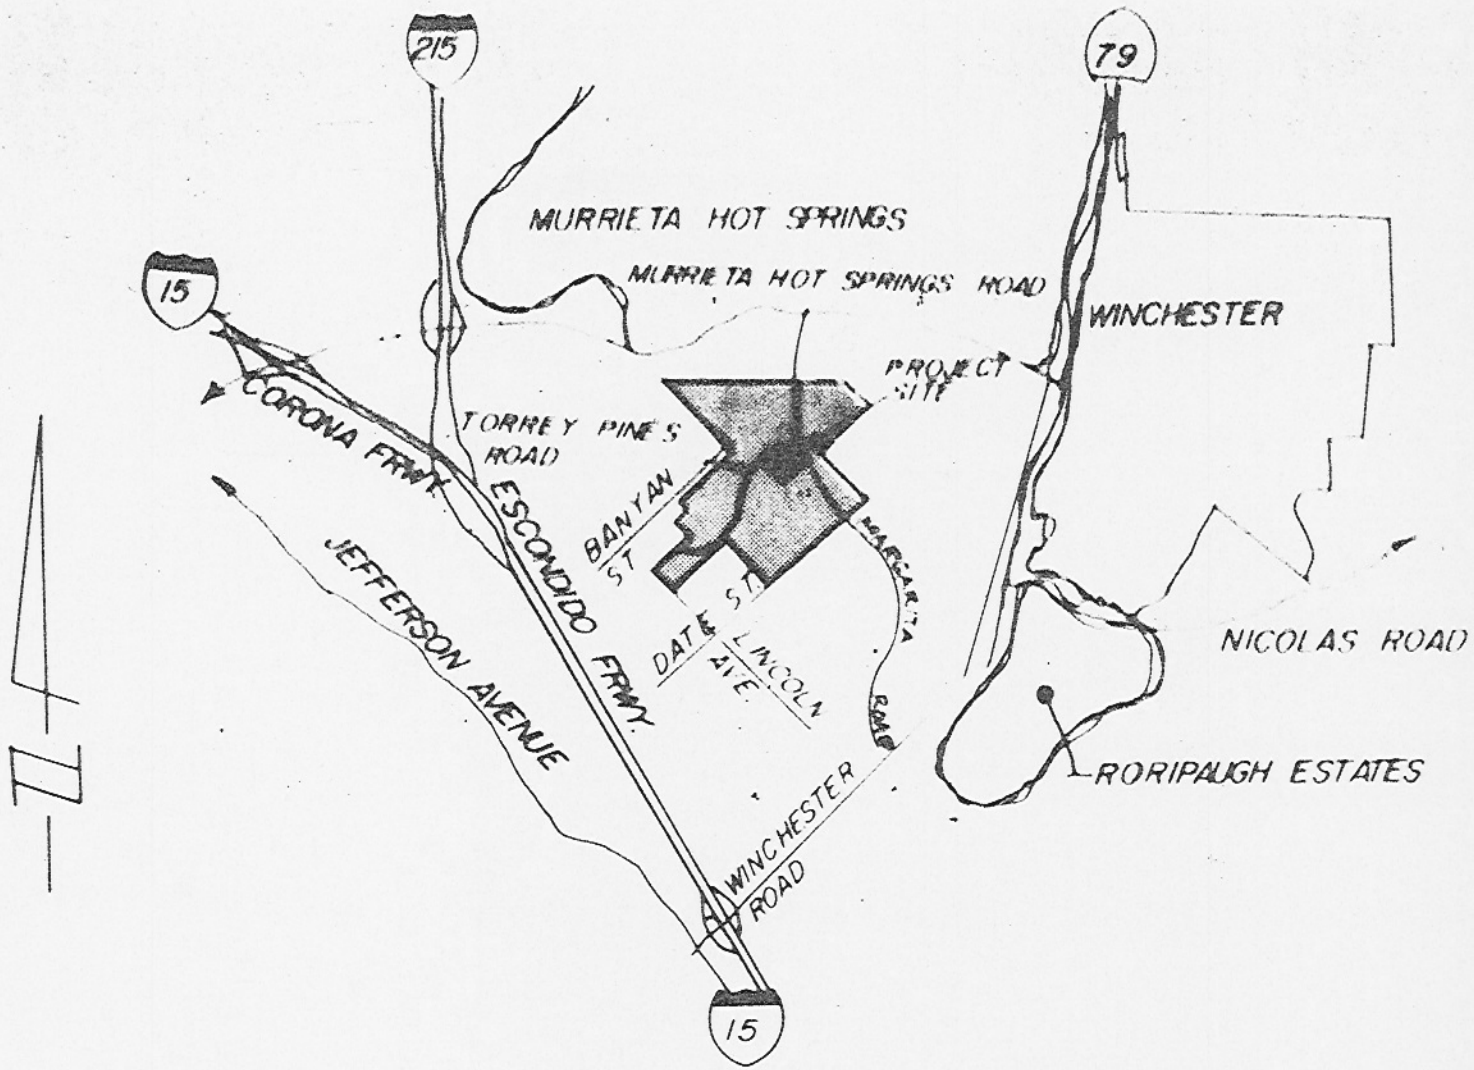 215
79
MURRIETA HOT SPRINGS
15
MURRIETA HOT SPRINGS ROAD
WINCHESTER
PROJECT
SITE
CORONA FRWY.
TORREY PINES
ROAD
BANYAN
ST
ESCONDIDO FRWY.
JEFFERSON AVENUE
MARGARITA
ROAD
DATE ST.
LINCOLN
AVE.
NICOLAS ROAD
RORIPAUGH ESTATES
WINCHESTER
ROAD
15
N